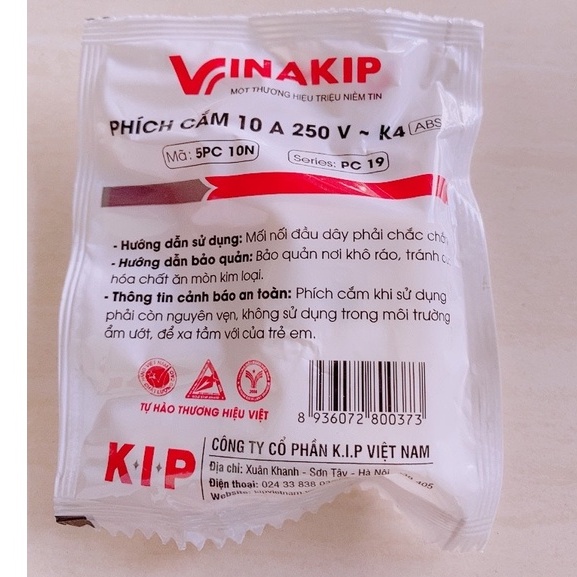 VINAKIP
MỘT THƯƠNG HIỆU TRIỆU NIỀM TIN
PHÍCH CẮM 10 A 250 V ~ K4 ABS
Mã: 5PC 10N
Series: PC 19
- Hướng dẫn sử dụng: Mối nối đầu dây phải chắc
- Hướng dẫn bảo quản: Bảo quản nơi khô ráo, tránh
hóa chất ăn mòn kim loại.
- Thông tin cảnh báo an toàn: Phích cắm khi sử dụng
phải còn nguyên vẹn, không sử dụng trong môi trường
ẩm ướt, để xa tầm với của trẻ em.
TỰ HÀO THƯƠNG HIỆU VIỆT
8 936072 800373
K.I.P
CÔNG TY CỔ PHẦN K.I.P VIỆT NAM
Địa chỉ: Xuân Khanh - Sơn Tây - Hà Nội
Điện thoại: 024 33 838
Website: